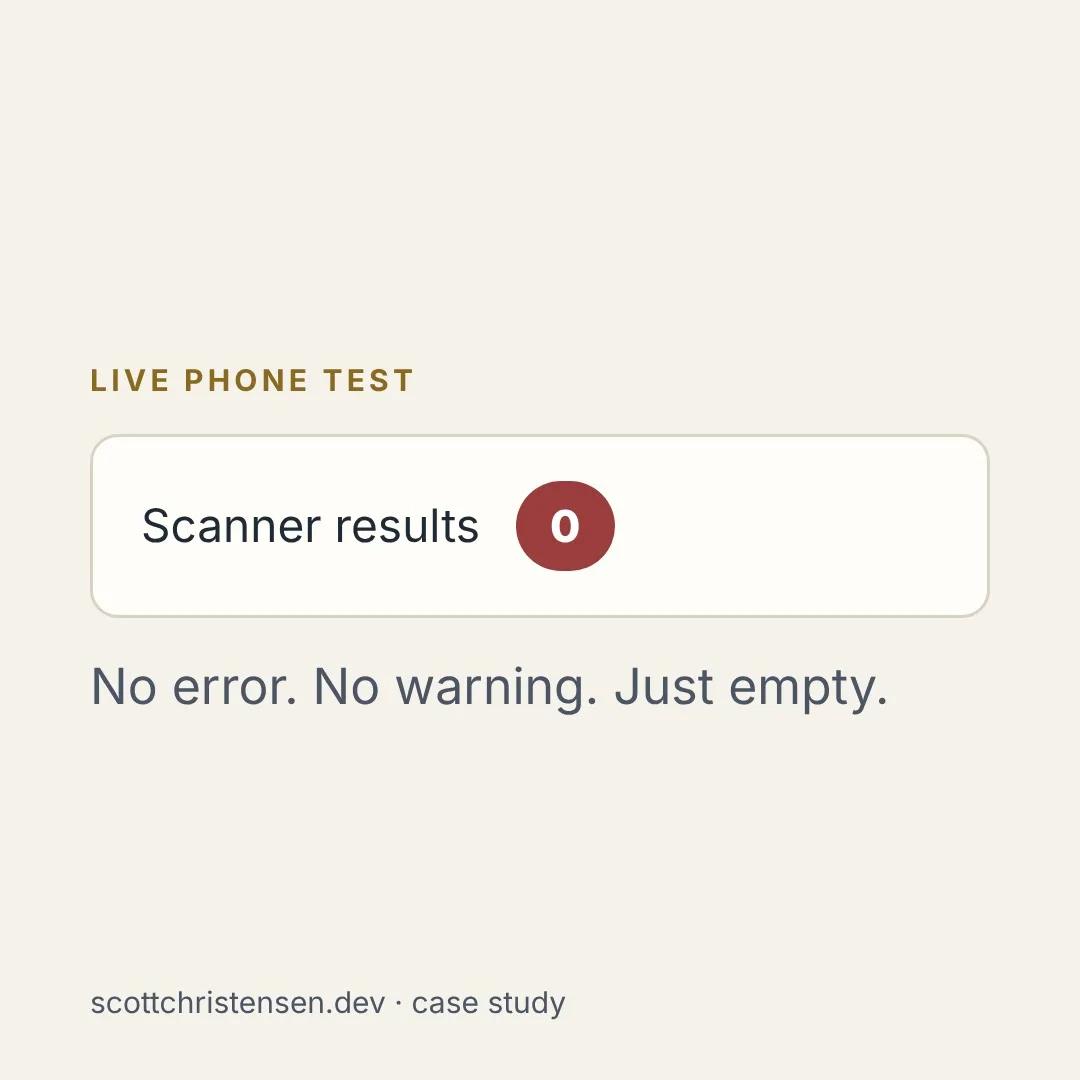 LIVE PHONE TEST
Scanner results 0
No error. No warning. Just empty.
scottchristensen.dev · case study